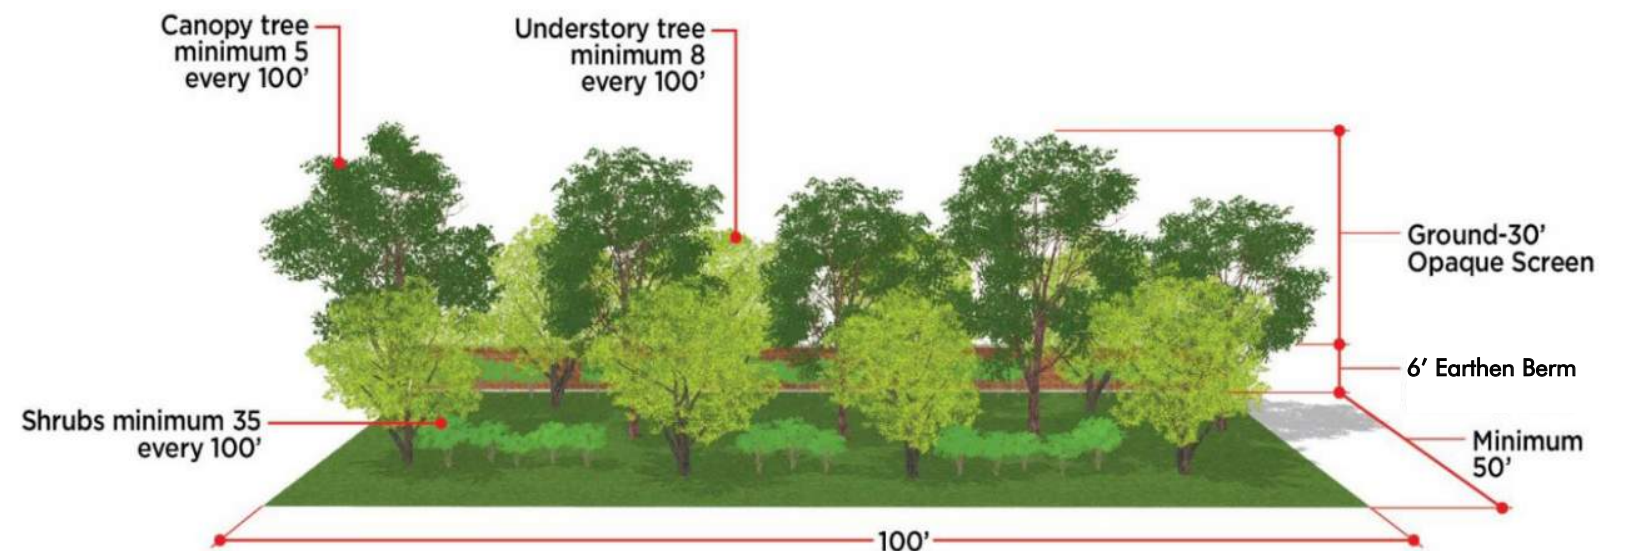 Canopy tree
minimum 5
every 100’
Understory tree
minimum 8
every 100’
Ground-30’
Opaque Screen
6’ Earthen Berm
Shrubs minimum 35
every 100’
Minimum
50’
100’